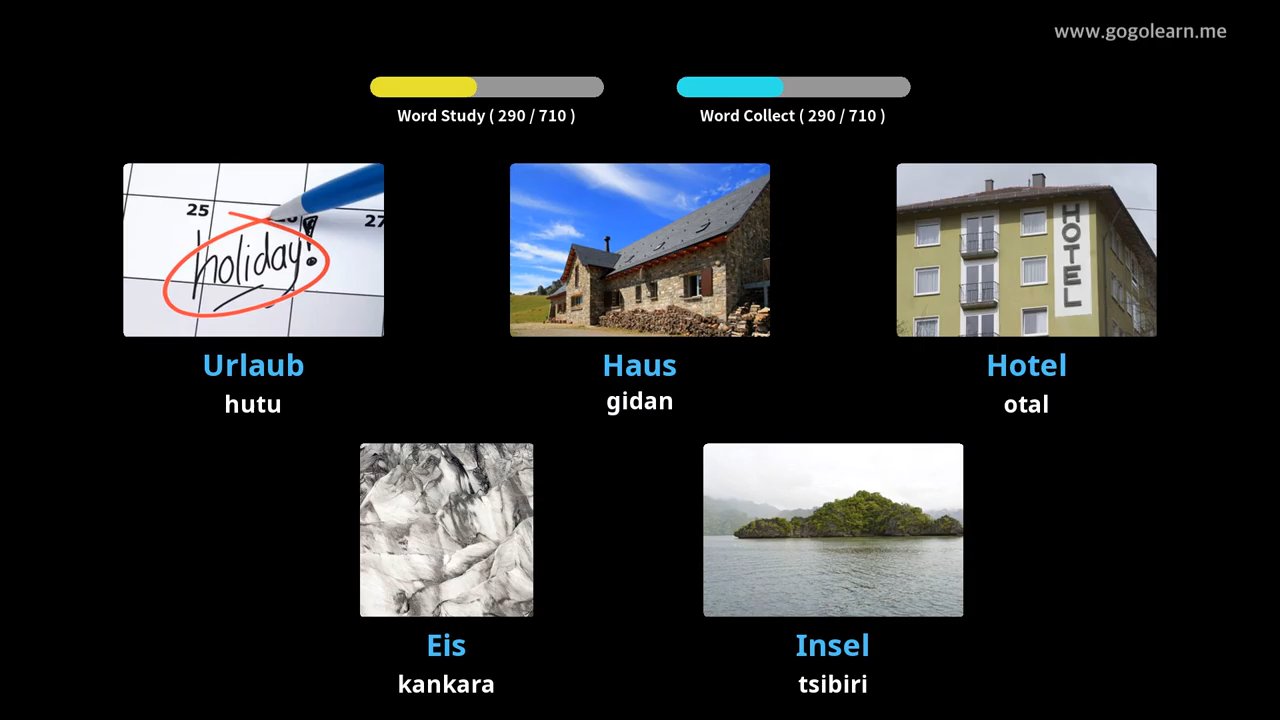 www.gogolearn.me
Word Study ( 290 / 710 )
Word Collect ( 290 / 710 )
25
27
holiday!
HOTEL
Urlaub
Haus
Hotel
hutu
gidan
otal
Eis
Insel
kankara
tsibiri